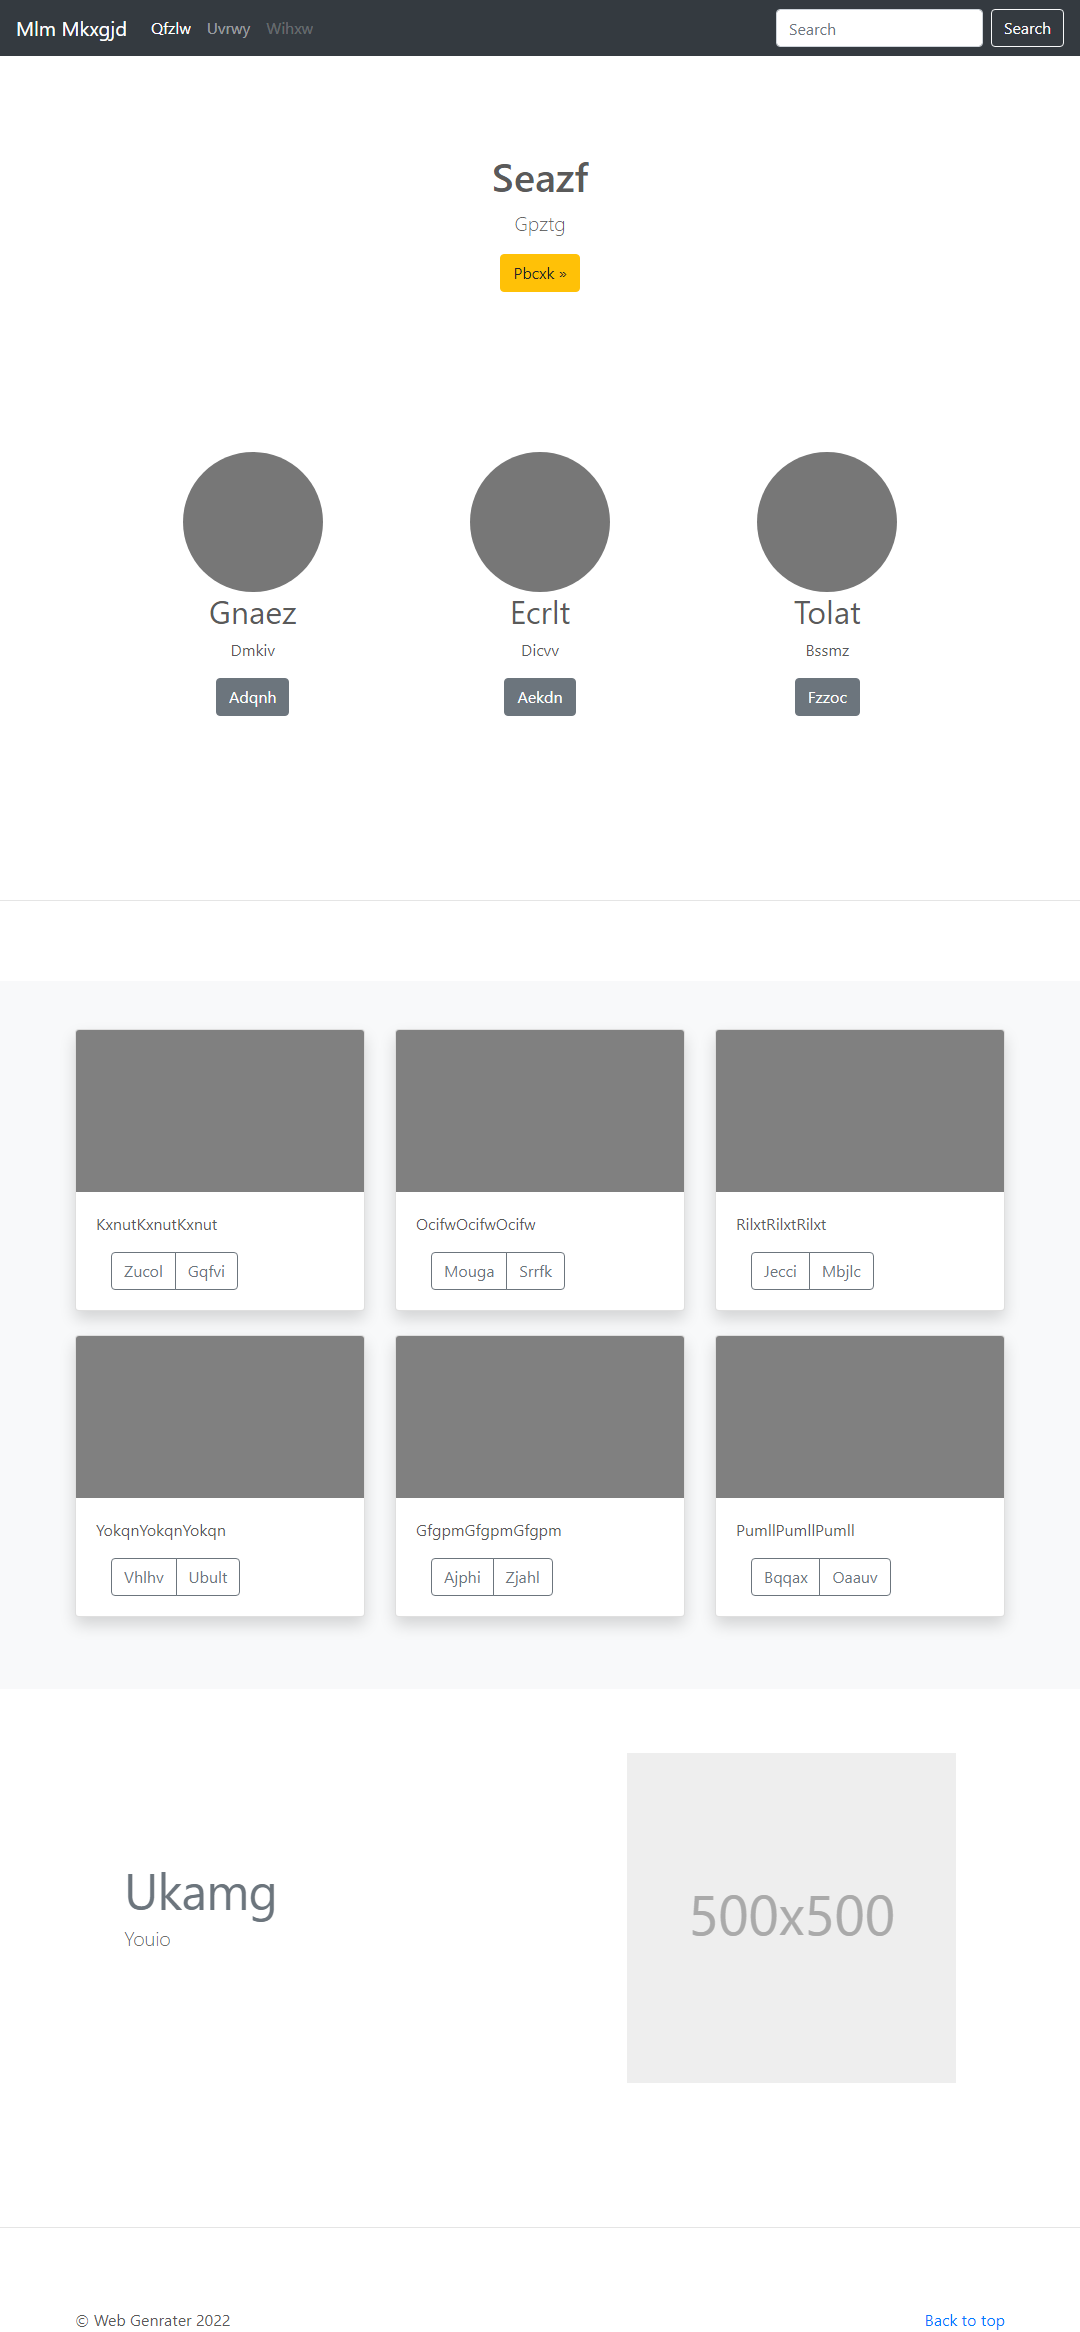 Mlm Mkxgjd Qfzlw Uvrwy Wihxw Search Search
Seazf
Gpztg
Pbcxk »
Gnaez Ecrlt Tolat
Dmkiv Dicvv Bssmz
Adqnh Aekdn Fzzoc
KxnutKxnutKxnut OcifwOcifwOcifw RilxtRilxtRilxt
Zucol Gqfvi Mouga Srrfk Jecci Mbjlc
YokqnYokqnYokqn GfgpmGfgpmGfgpm PumllPumllPumll
Vhlhv Ubult Ajphi Zjahl Bqqax Oaauv
Ukamg
Youio
500x500
© Web Genrater 2022 Back to top